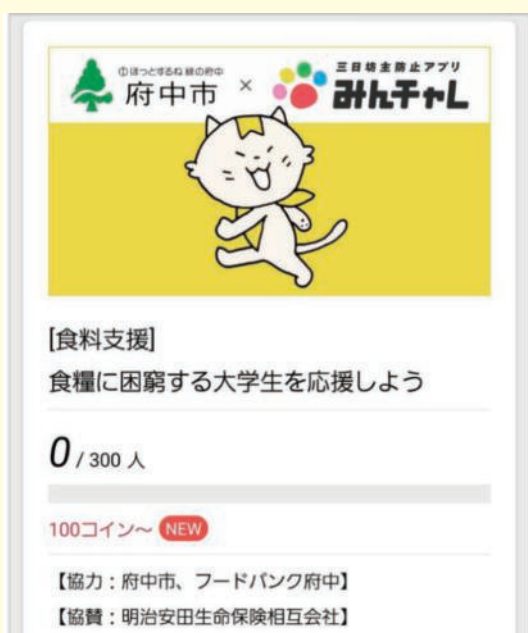 ①ほっとするね 緑の府中
府中市
×
三日坊主防止アプリ
みんチャレ
[食料支援]
食糧に困窮する大学生を応援しよう
0 / 300 人
100コイン~ NEW
【協力：府中市、フードバンク府中】
【協賛：明治安田生命保険相互会社】